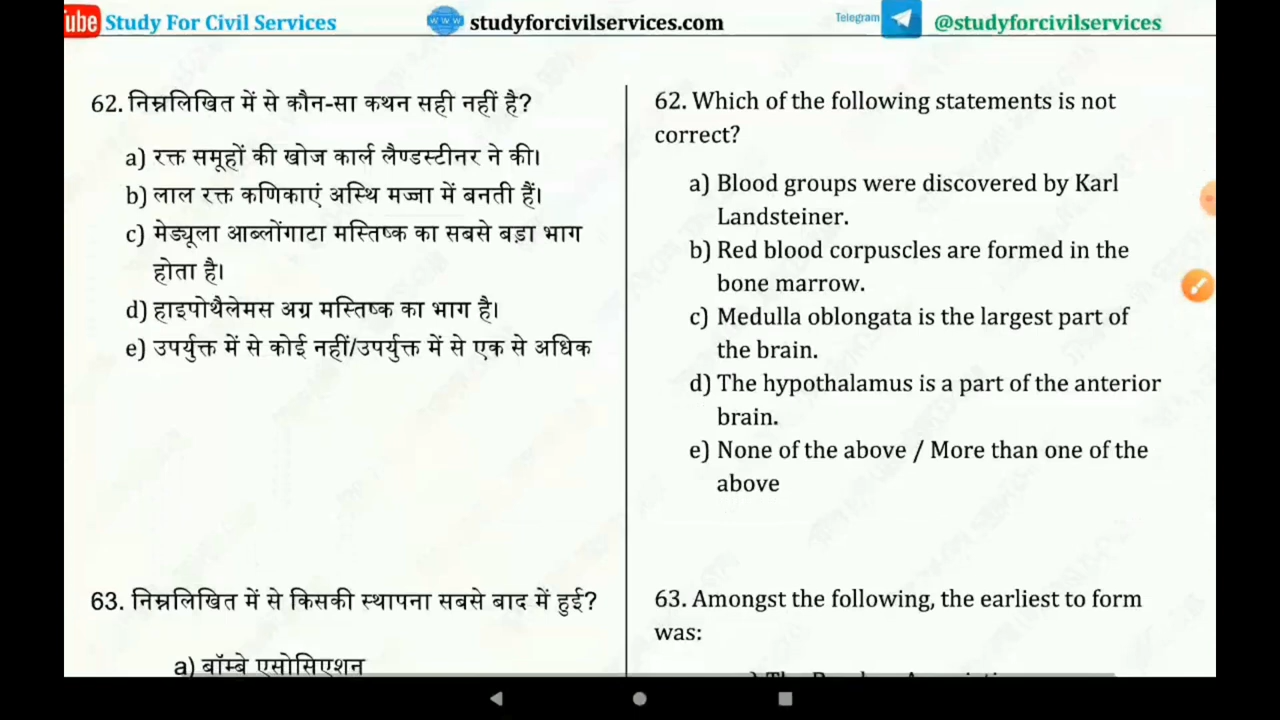 ube Study For Civil Services
www studyforcivilservices.com
Telegram @studyforcivilservices
62. निम्नलिखित में से कौन-सा कथन सही नहीं है?
a) रक्त समूहों की खोज कार्ल लैण्डस्टीनर ने की।
b) लाल रक्त कणिकाएं अस्थि मज्जा में बनती हैं।
c) मेड्यूला आब्लोंगाटा मस्तिष्क का सबसे बड़ा भाग
होता है।
d) हाइपोथैलेमस अग्र मस्तिष्क का भाग है।
e) उपर्युक्त में से कोई नहीं/उपर्युक्त में से एक से अधिक
63. निम्नलिखित में से किसकी स्थापना सबसे बाद में हुई?
a) बॉम्बे एसोसिएशन
62. Which of the following statements is not
correct?
a) Blood groups were discovered by Karl
Landsteiner.
b) Red blood corpuscles are formed in the
bone marrow.
c) Medulla oblongata is the largest part of
the brain.
d) The hypothalamus is a part of the anterior
brain.
e) None of the above / More than one of the
above
63. Amongst the following, the earliest to form
was: